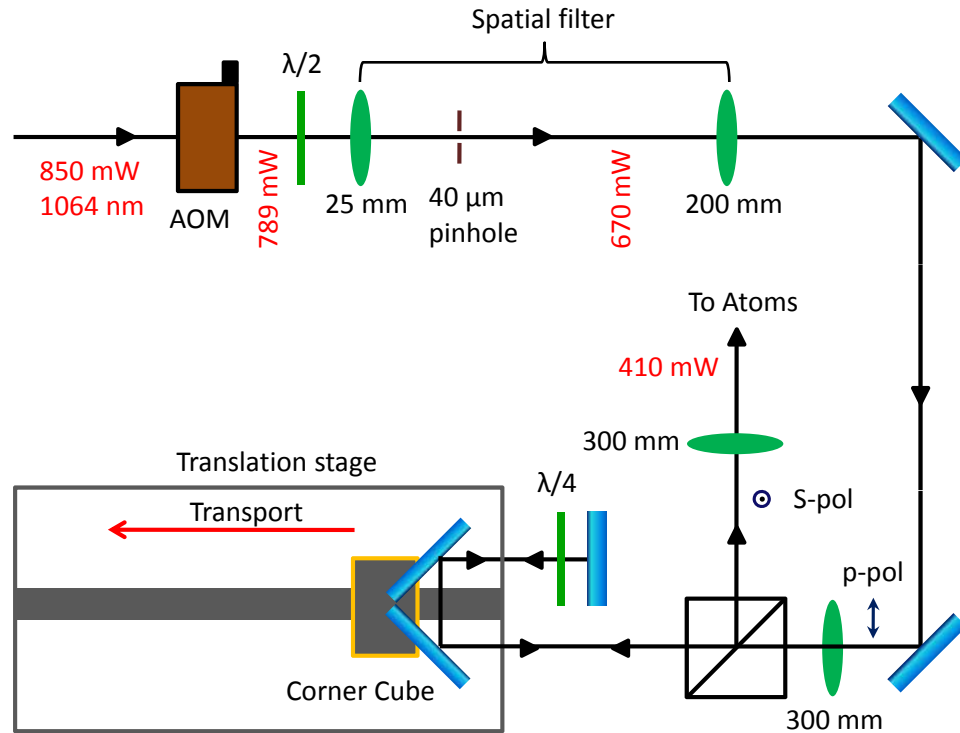 Spatial filter
λ/2
850 mW
1064 nm
AOM
789 mW
25 mm
40 µm
pinhole
670 mW
200 mm
To Atoms
410 mW
300 mm
Translation stage
Transport
λ/4
S-pol
p-pol
Corner Cube
300 mm